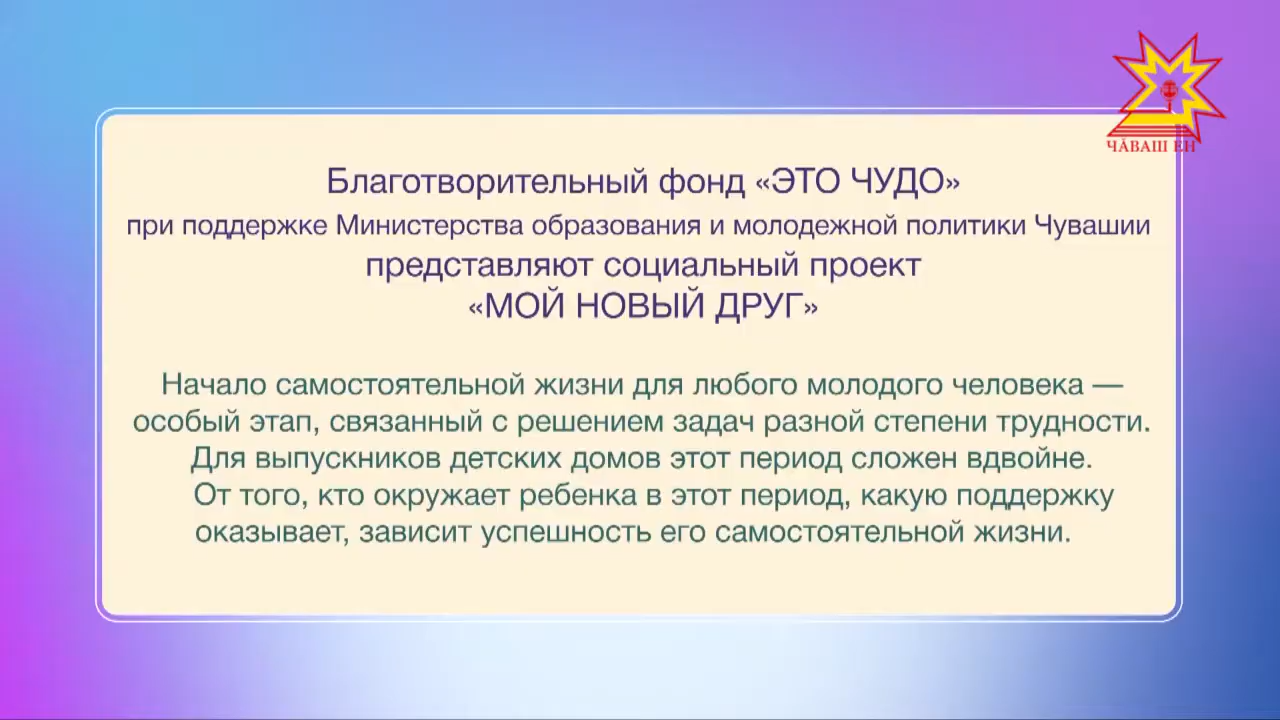 ЧӐВАШ ЕН
Благотворительный фонд «ЭТО ЧУДО»
при поддержке Министерства образования и молодежной политики Чувашии
представляют социальный проект
«МОЙ НОВЫЙ ДРУГ»
Начало самостоятельной жизни для любого молодого человека —
особый этап, связанный с решением задач разной степени трудности.
Для выпускников детских домов этот период сложен вдвойне.
От того, кто окружает ребенка в этот период, какую поддержку
оказывает, зависит успешность его самостоятельной жизни.